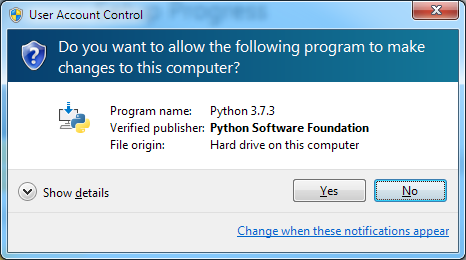 Setup Progress
User Account Control
Do you want to allow the following program to make
changes to this computer?
Program name: Python 3.7.3
Verified publisher: Python Software Foundation
File origin: Hard drive on this computer
Show details
Yes
No
Change when these notifications appear